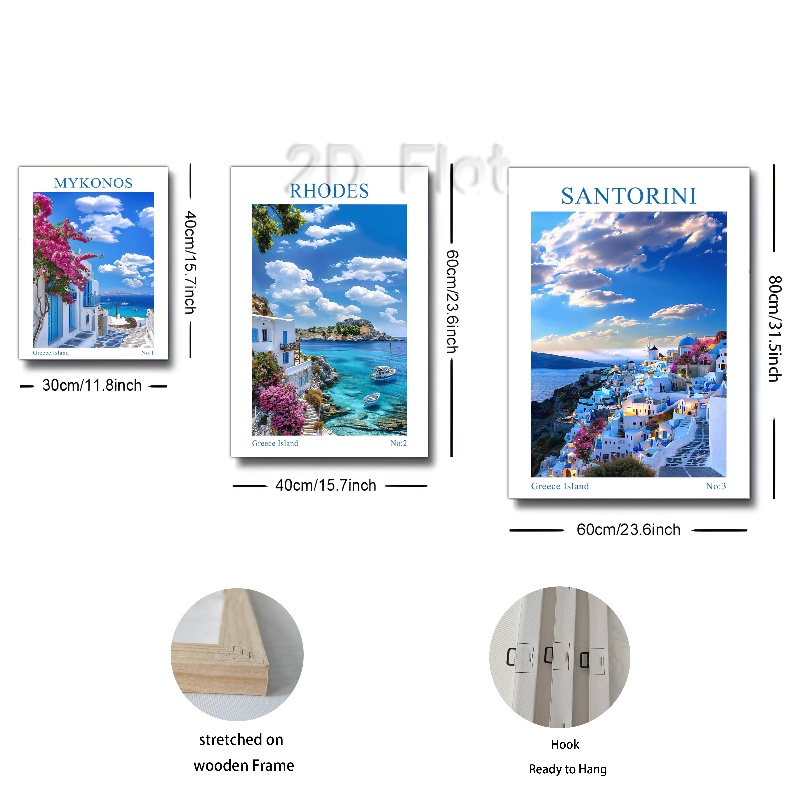 2D Flat
MYKONOS
Greece Island No:1
40cm/15.7inch
30cm/11.8inch
RHODES
Greece Island No:2
60cm/23.6inch
40cm/15.7inch
SANTORINI
Greece Island No:3
80cm/31.5inch
60cm/23.6inch
stretched on
wooden Frame
Hook
Ready to Hang